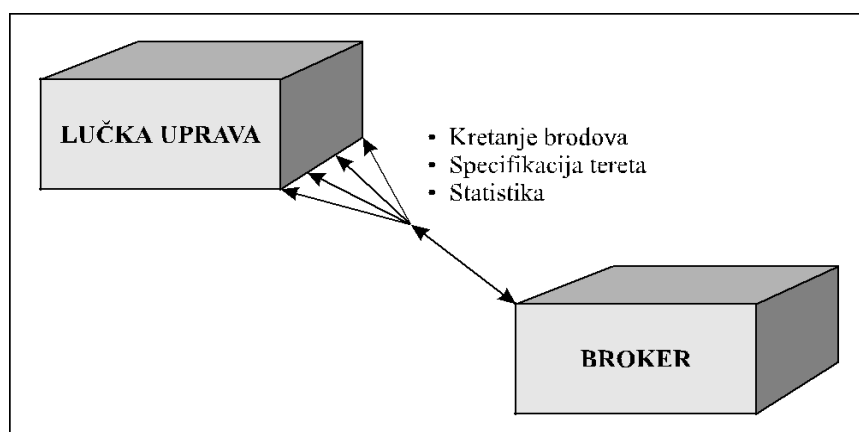 LUČKA UPRAVA
• Kretanje brodova
• Specifikacija tereta
• Statistika
BROKER